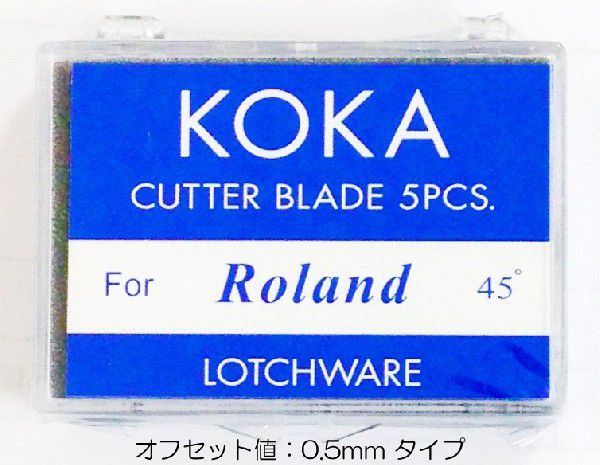 KOKA
CUTTER BLADE 5PCS.
For Roland 45°
LOTCHWARE
オフセット値：0.5mm タイプ